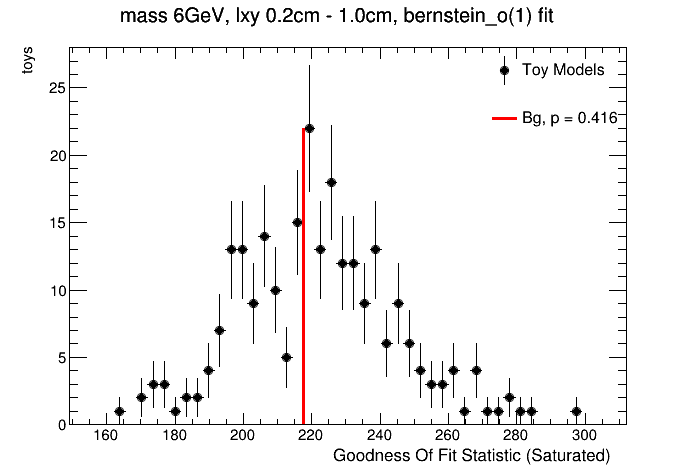 mass 6GeV, lxy 0.2cm - 1.0cm, bernstein_o(1) fit
toys
Toy Models
Bg, p = 0.416
25
20
15
10
5
0
160 180 200 220 240 260 280 300
Goodness Of Fit Statistic (Saturated)